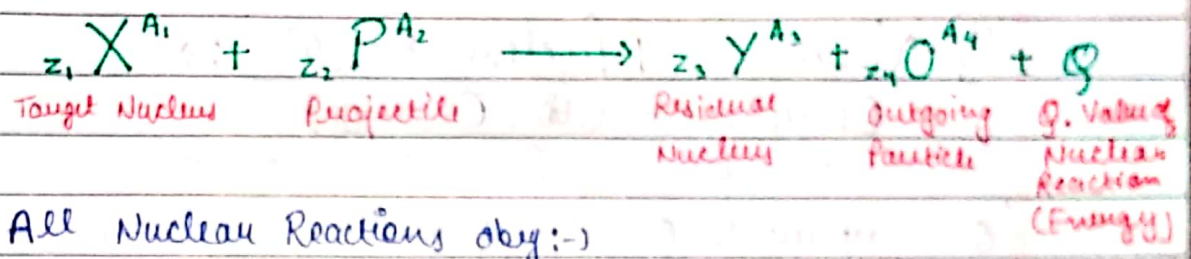 z₁X^A₁ + z₂P^A₂ ⟶ z₃Y^A₃ + z₄O^A₄ + Q
Target Nucleus Projectile Residual Outgoing Q. Value of
Nucleus Particle Nuclear
Reaction
(Energy)
All Nuclear Reactions obey :-)